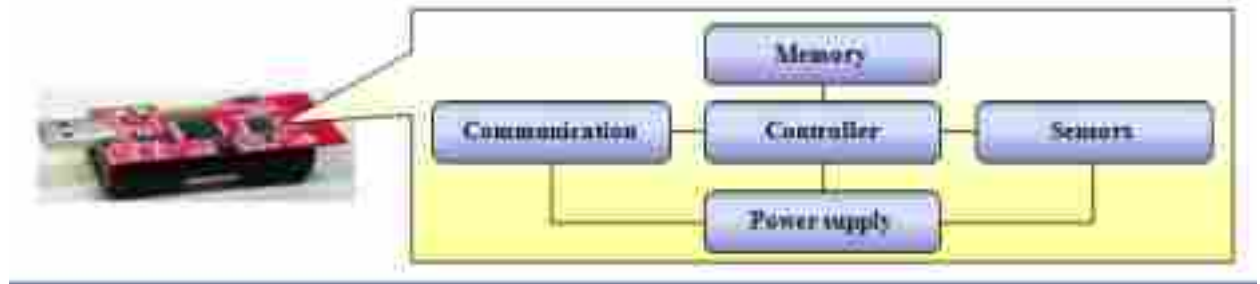 Memory
Communication
Controller
Sensors
Power supply